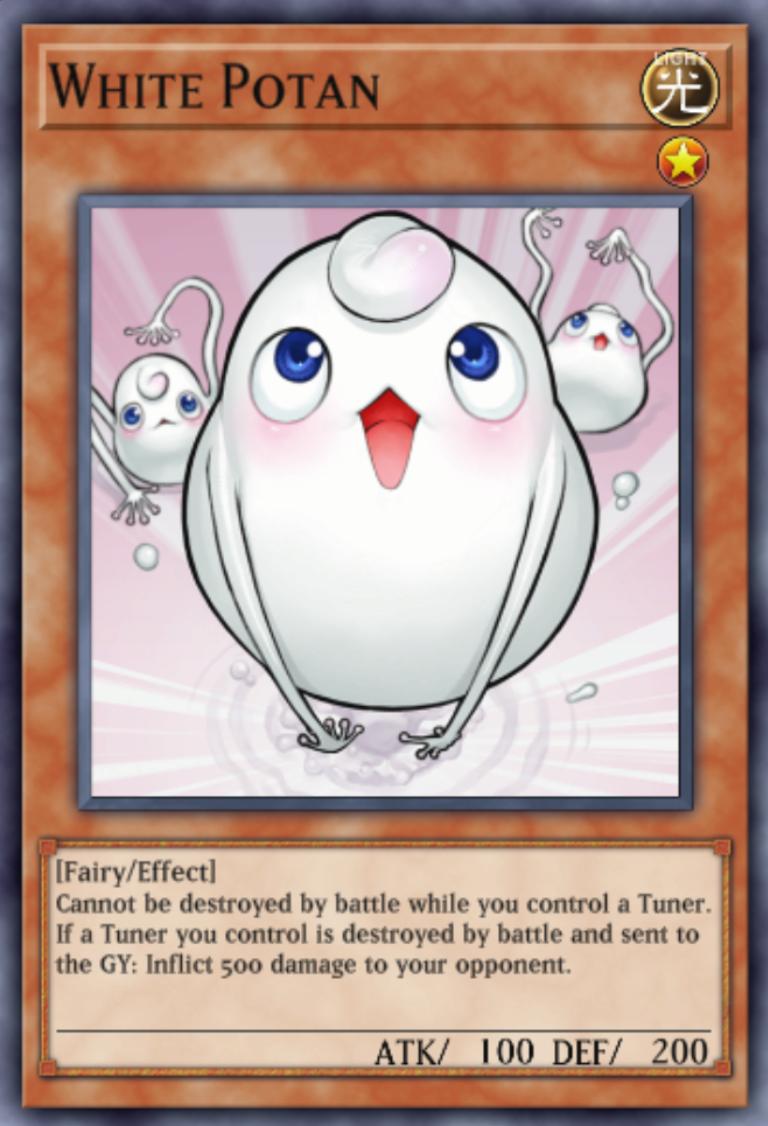 White Potan
LIGHT
光
[Fairy/Effect]
Cannot be destroyed by battle while you control a Tuner.
If a Tuner you control is destroyed by battle and sent to
the GY: Inflict 500 damage to your opponent.
ATK/ 100 DEF/ 200